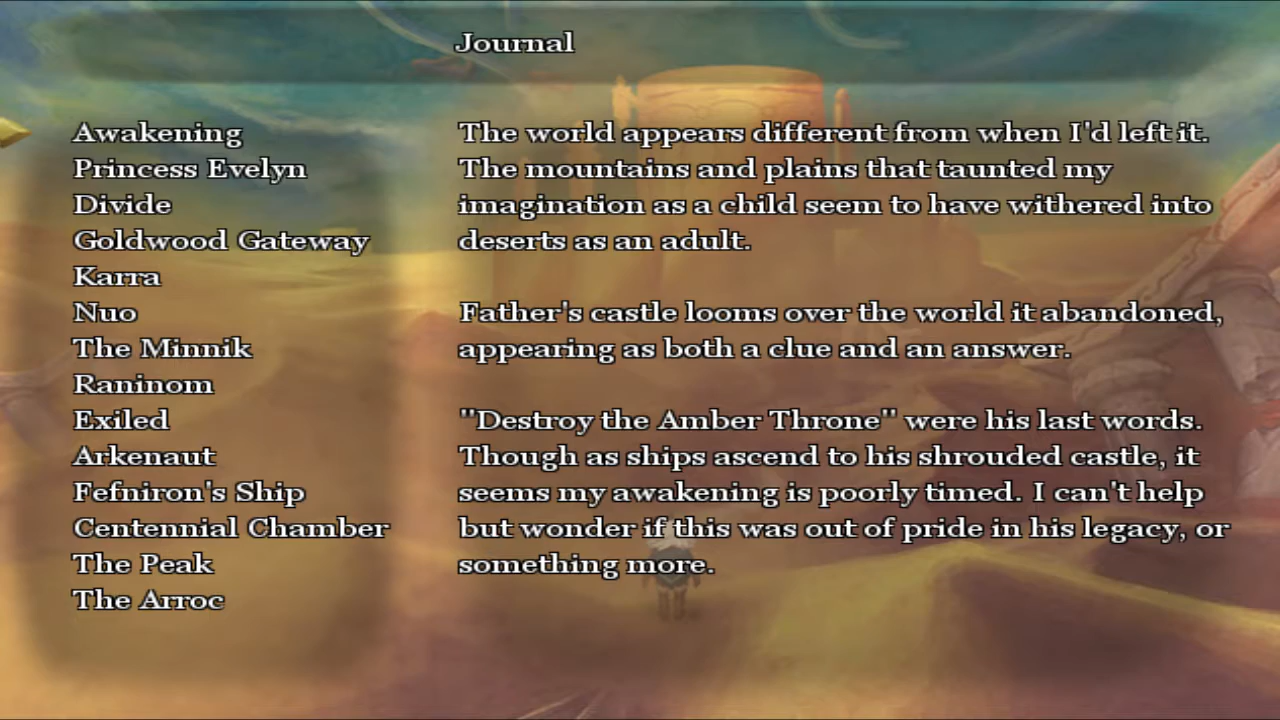 Journal
Awakening
Princess Evelyn
Divide
Goldwood Gateway
Karra
Nuo
The Minnik
Raninom
Exiled
Arkenaut
Fefniron's Ship
Centennial Chamber
The Peak
The Arroc
The world appears different from when I'd left it.
The mountains and plains that taunted my
imagination as a child seem to have withered into
deserts as an adult.
Father's castle looms over the world it abandoned,
appearing as both a clue and an answer.
"Destroy the Amber Throne" were his last words.
Though as ships ascend to his shrouded castle, it
seems my awakening is poorly timed. I can't help
but wonder if this was out of pride in his legacy, or
something more.